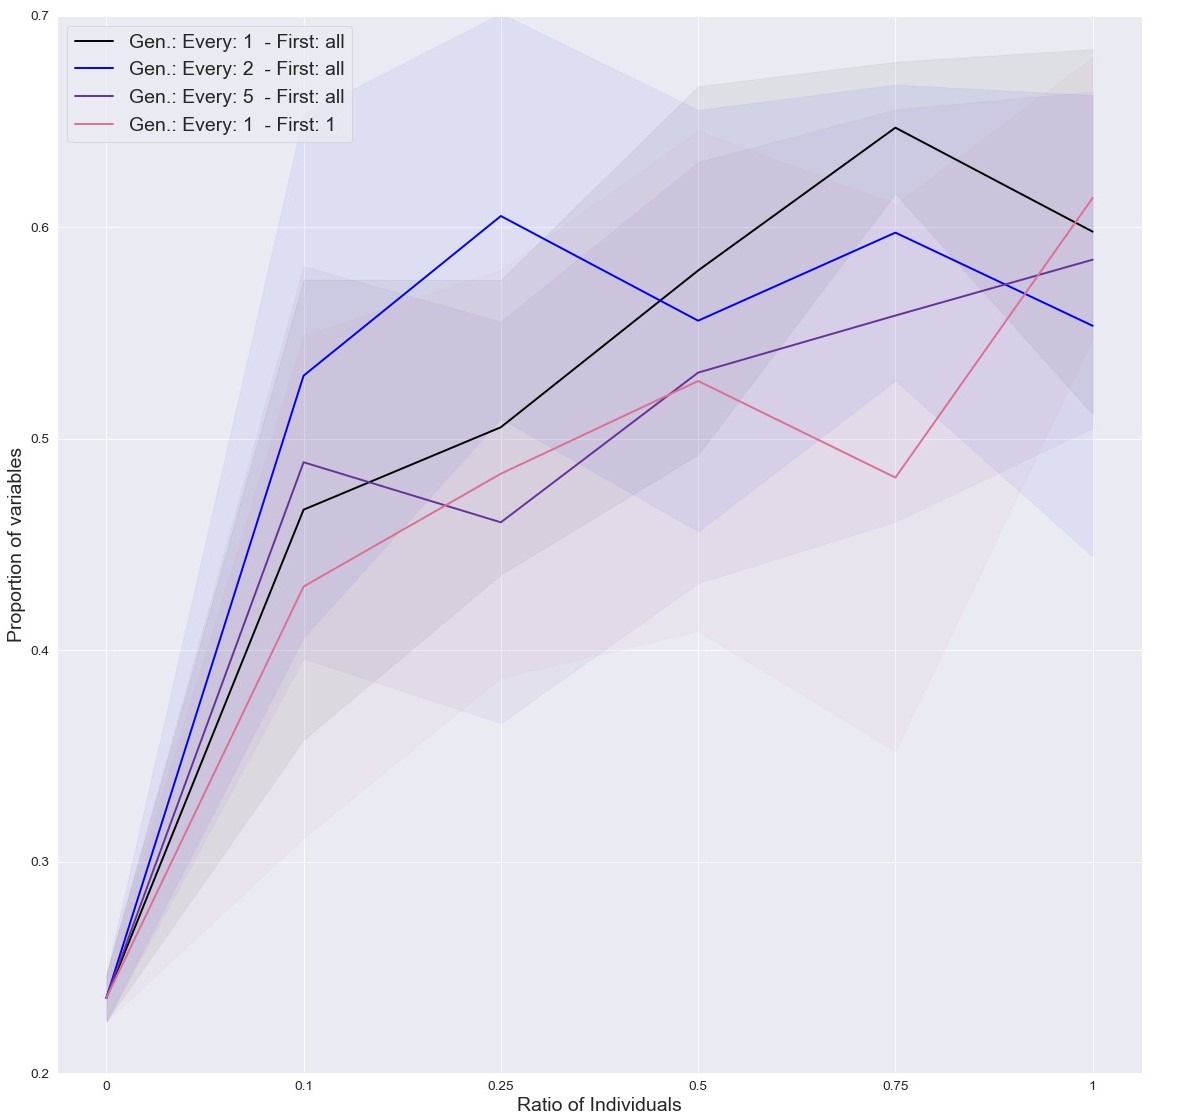 Gen.: Every: 1  - First: all
Gen.: Every: 2  - First: all
Gen.: Every: 5  - First: all
Gen.: Every: 1  - First: 1
Proportion of variables
0.7
0.6
0.5
0.4
0.3
0.2
0 0.1 0.25 0.5 0.75 1
Ratio of Individuals